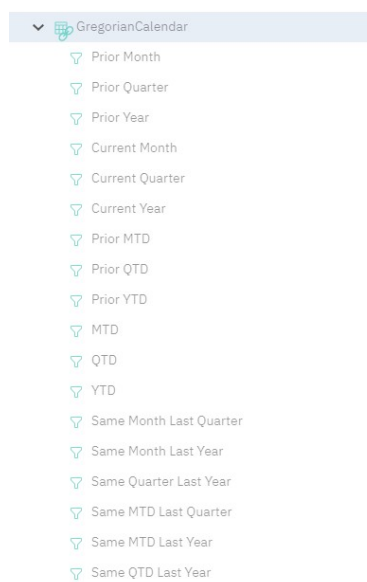 GregorianCalendar
Prior Month
Prior Quarter
Prior Year
Current Month
Current Quarter
Current Year
Prior MTD
Prior QTD
Prior YTD
MTD
QTD
YTD
Same Month Last Quarter
Same Month Last Year
Same Quarter Last Year
Same MTD Last Quarter
Same MTD Last Year
Same QTD Last Year